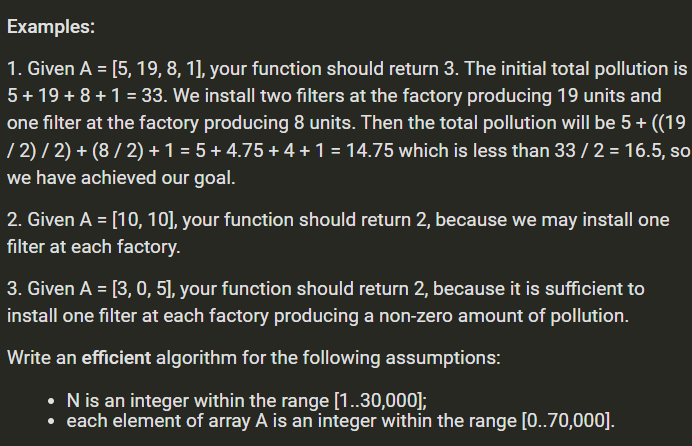 Examples:
1. Given A = [5, 19, 8, 1], your function should return 3. The initial total pollution is
5 + 19 + 8 + 1 = 33. We install two filters at the factory producing 19 units and
one filter at the factory producing 8 units. Then the total pollution will be 5 + ((19
/ 2) / 2) + (8 / 2) + 1 = 5 + 4.75 + 4 + 1 = 14.75 which is less than 33 / 2 = 16.5, so
we have achieved our goal.
2. Given A = [10, 10], your function should return 2, because we may install one
filter at each factory.
3. Given A = [3, 0, 5], your function should return 2, because it is sufficient to
install one filter at each factory producing a non-zero amount of pollution.
Write an efficient algorithm for the following assumptions:
• N is an integer within the range [1..30,000];
• each element of array A is an integer within the range [0..70,000].